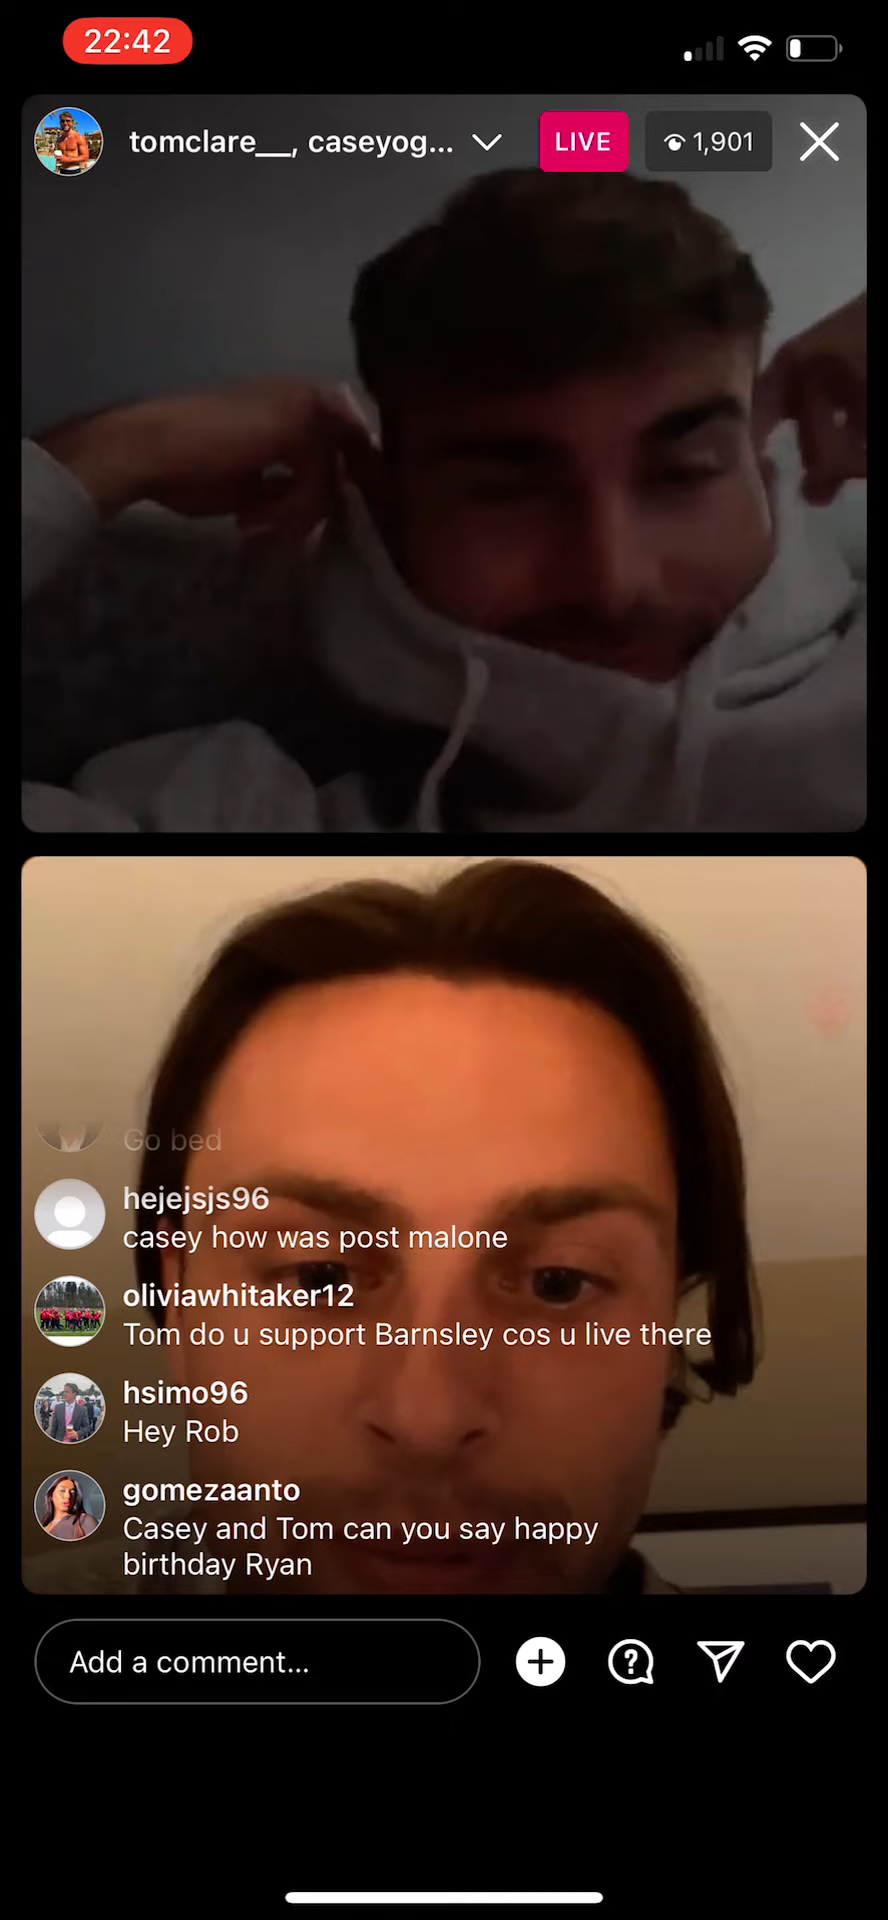 22:42
tomclare__, caseyog...
LIVE
1,901
Go bed
hejejsjs96
casey how was post malone
oliviawhitaker12
Tom do u support Barnsley cos u live there
hsimo96
Hey Rob
gomezaanto
Casey and Tom can you say happy
birthday Ryan
Add a comment...